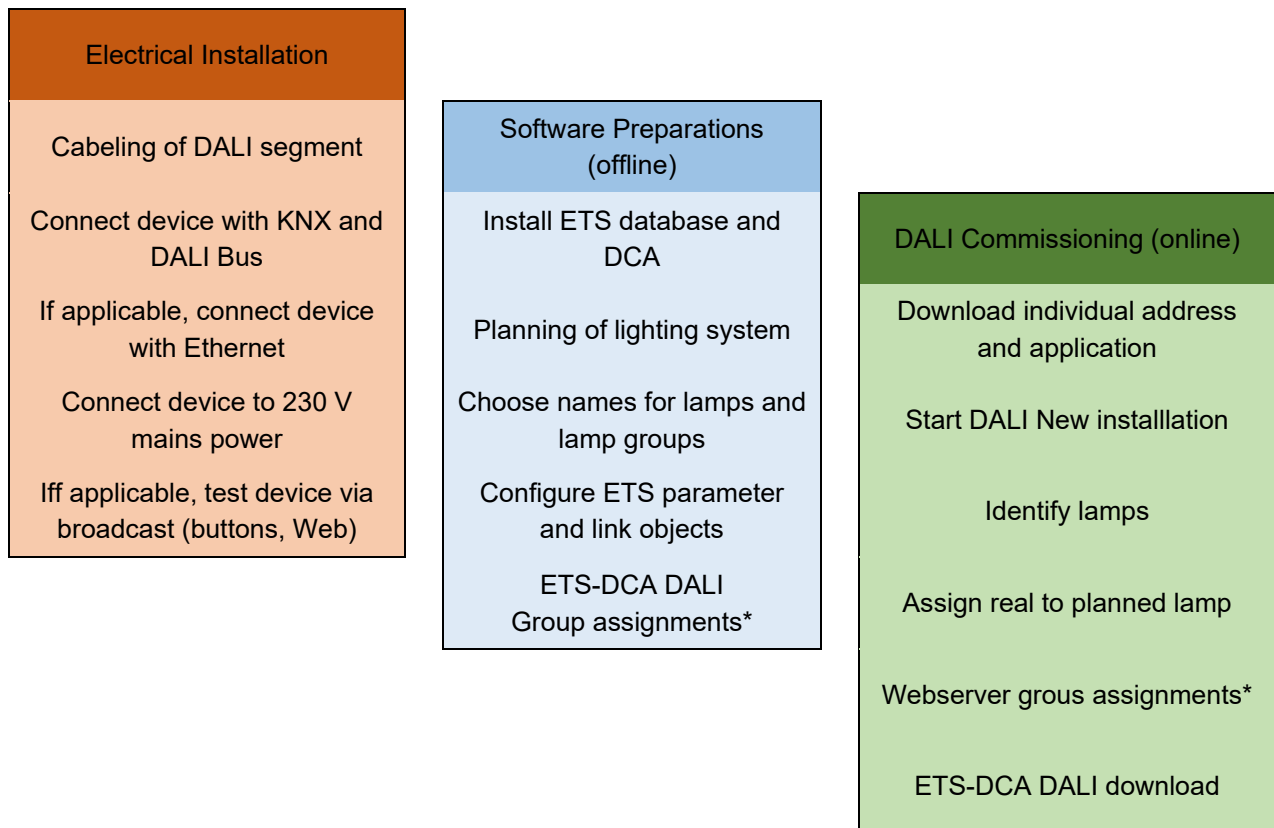 Electrical Installation
Cabeling of DALI segment
Connect device with KNX and
DALI Bus
If applicable, connect device
with Ethernet
Connect device to 230 V
mains power
Iff applicable, test device via
broadcast (buttons, Web)
Software Preparations
(offline)
Install ETS database and
DCA
Planning of lighting system
Choose names for lamps and
lamp groups
Configure ETS parameter
and link objects
ETS-DCA DALI
Group assignments*
DALI Commissioning (online)
Download individual address
and application
Start DALI New installlation
Identify lamps
Assign real to planned lamp
Webserver grous assignments*
ETS-DCA DALI download